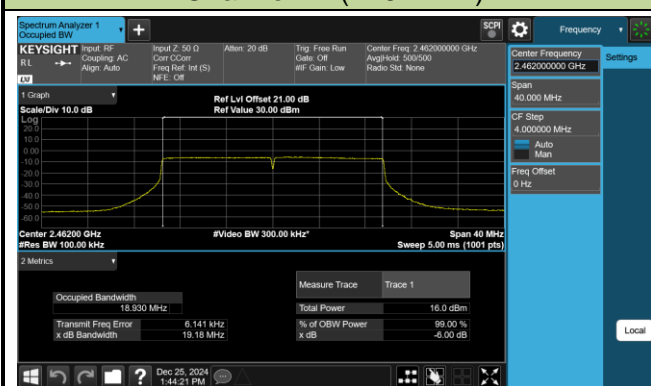 Spectrum Analyzer 1
Occupied BW
+
SCPI
Frequency
KEYSIGHT
RL
LXI
Input: RF
Coupling: AC
Align: Auto
Input Z: 50 Ω
Corr CCorr
Freq Ref: Int (S)
NFE: Off
Atten: 20 dB
Trig: Free Run
Gate: Off
#IF Gain: Low
Center Freq: 2.462000000 GHz
Avg|Hold: 500/500
Radio Std: None
Center Frequency
2.462000000 GHz
Settings
Span
40.000 MHz
CF Step
4.000000 MHz
Auto
Man
Freq Offset
0 Hz
Local
1 Graph
Scale/Div 10.0 dB
Ref Lvl Offset 21.00 dB
Ref Value 30.00 dBm
Log
20.0
10.0
0.00
-10.0
-20.0
-30.0
-40.0
-50.0
-60.0
Center 2.46200 GHz
#Res BW 100.00 kHz
#Video BW 300.00 kHz*
Span 40 MHz
Sweep 5.00 ms (1001 pts)
2 Metrics
Measure Trace Trace 1
Occupied Bandwidth
18.930 MHz
Total Power 16.0 dBm
Transmit Freq Error 6.141 kHz
% of OBW Power 99.00 %
x dB Bandwidth 19.18 MHz
x dB -6.00 dB
?
Dec 25, 2024
1:44:21 PM